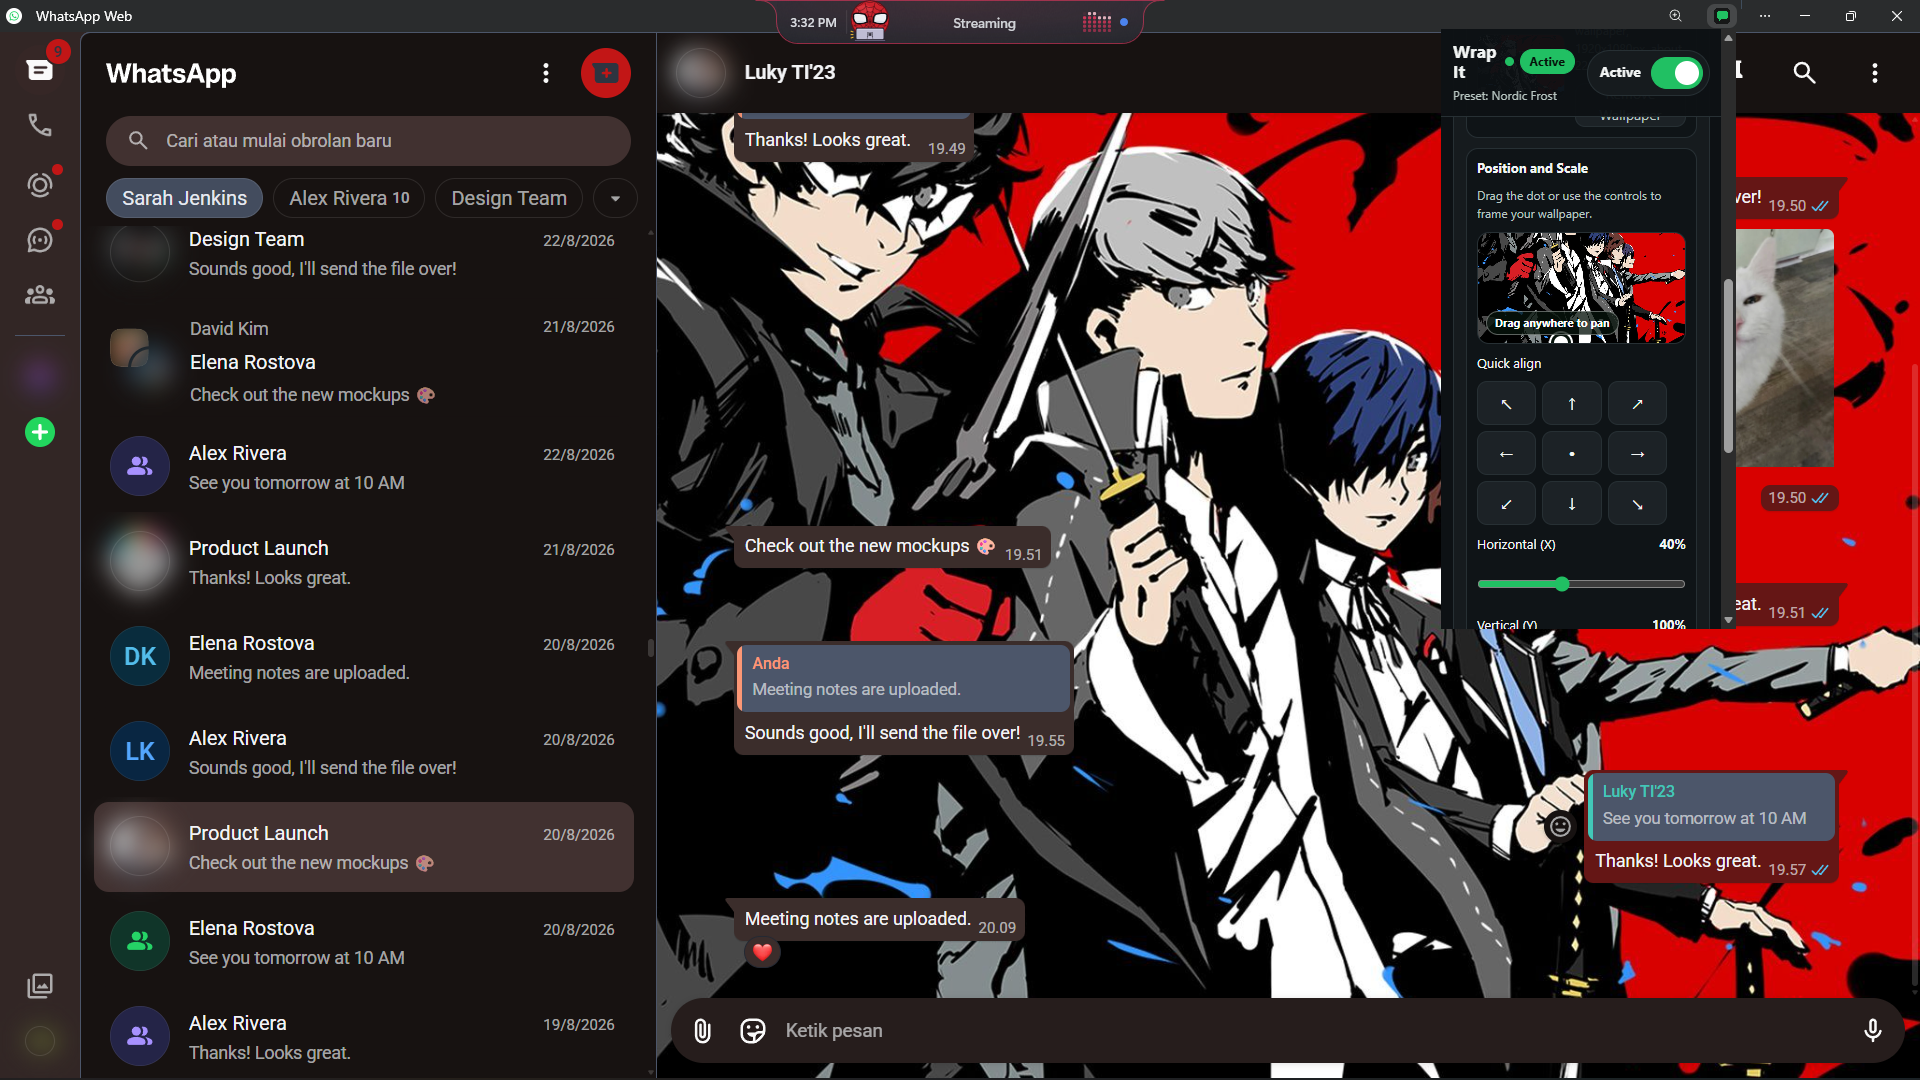 WhatsApp Web
3:32 PM
Streaming
9
WhatsApp
Cari atau mulai obrolan baru
Sarah Jenkins
Alex Rivera 10
Design Team
Design Team
22/8/2026
Sounds good, I'll send the file over!
David Kim
21/8/2026
Elena Rostova
Check out the new mockups 🎨
Alex Rivera
22/8/2026
See you tomorrow at 10 AM
Product Launch
21/8/2026
Thanks! Looks great.
DK
Elena Rostova
20/8/2026
Meeting notes are uploaded.
LK
Alex Rivera
20/8/2026
Sounds good, I'll send the file over!
Product Launch
20/8/2026
Check out the new mockups 🎨
Elena Rostova
20/8/2026
See you tomorrow at 10 AM
Alex Rivera
19/8/2026
Thanks! Looks great.
Luky TI'23
Thanks! Looks great.
19.49
ver!
19.50
19.50
Check out the new mockups 🎨
19.51
eat.
19.51
Anda
Meeting notes are uploaded.
Sounds good, I'll send the file over!
19.55
Luky TI'23
See you tomorrow at 10 AM
Thanks! Looks great.
19.57
Meeting notes are uploaded.
20.09
❤️
Ketik pesan
Wrap It
Active
Active
Preset: Nordic Frost
Wallpaper
Position and Scale
Drag the dot or use the controls to
frame your wallpaper.
Drag anywhere to pan
Quick align
↖ ↑ ↗
← • →
↙ ↓ ↘
Horizontal (X)
40%
Vertical (Y)
100%